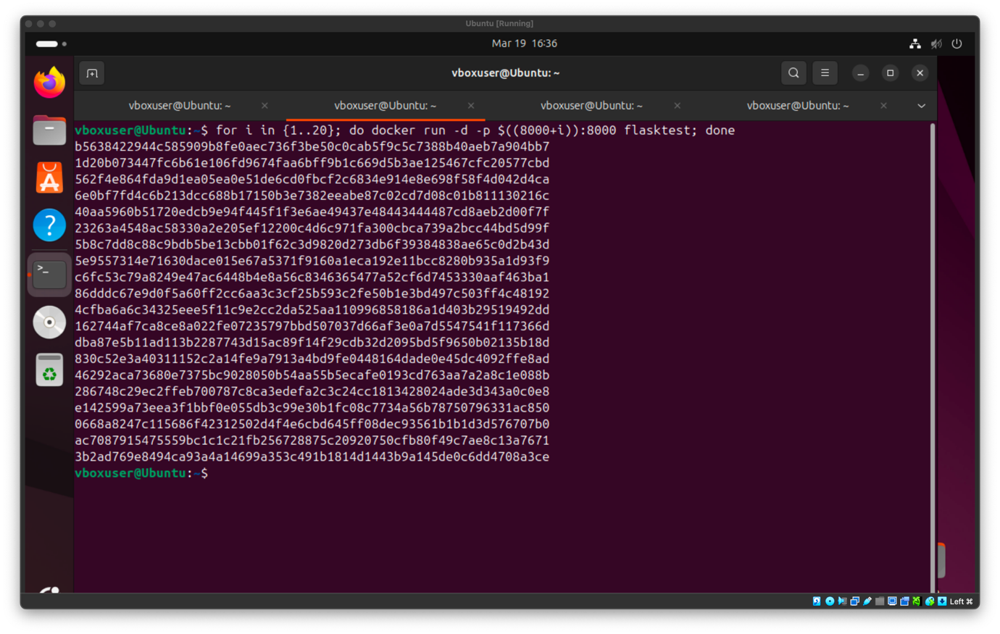 Ubuntu [Running]
Mar 19 16:36
vboxuser@Ubuntu: ~
vboxuser@Ubuntu: ~
vboxuser@Ubuntu: ~
vboxuser@Ubuntu: ~
vboxuser@Ubuntu: ~
vboxuser@Ubuntu:~$ for i in {1..20}; do docker run -d -p $((8000+i)):8000 flasktest; done
b5638422944c585909b8fe0aec736f3be50c0cab5f9c5c7388b40aeb7a904bb7
1d20b073447fc6b61e106fd9674faa6bff9b1c669d5b3ae125467cfc20577cbd
562f4e864fda9d1ea05ea0e51de6cd0fbcf2c6834e914e8e698f58f4d042d4ca
6e0bf7fd4c6b213dcc688b17150b3e7382eeabe87c02cd7d08c01b811130216c
40aa5960b51720edcb9e94f445f1f3e6ae49437e48443444487cd8aeb2d00f7f
23263a4548ac58330a2e205ef12200c4d6c971fa300cbca739a2bcc44bd5d99f
5b8c7dd8c88c9bdb5be13cbb01f62c3d9820d273db6f39384838ae65c0d2b43d
5e9557314e71630dace015e67a5371f9160a1eca192e11bcc8280b935a1d93f9
c6fc53c79a8249e47ac6448b4e8a56c8346365477a52cf6d7453330aaf463ba1
86dddc67e9d0f5a60ff2cc6aa3c3cf25b593c2fe50b1e3bd497c503ff4c48192
4cfba6a6c34325eee5f11c9e2cc2da525aa110996858186a1d403b29519492dd
162744af7ca8ce8a022fe07235797bbd507037d66af3e0a7d5547541f117366d
dba87e5b11ad113b2287743d15ac89f14f29cdb32d2095bd5f9650b02135b18d
830c52e3a40311152c2a14fe9a7913a4bd9fe0448164dade0e45dc4092ffe8ad
46292aca73680e7375bc9028050b54aa55b5ecafe0193cd763aa7a2a8c1e088b
286748c29ec2ffeb700787c8ca3edefa2c3c24cc1813428024ade3d343a0c0e8
e142599a73eea3f1bbf0e055db3c99e30b1fc08c7734a56b78750796331ac850
0668a8247c115686f42312502d4f4e6cbd645ff08dec93561b1b1d3d576707b0
ac7087915475559bc1c1c21fb256728875c20920750cfb80f49c7ae8c13a7671
3b2ad769e8494ca93a4a14699a353c491b1814d1443b9a145de0c6dd4708a3ce
vboxuser@Ubuntu:~$
Left ⌘